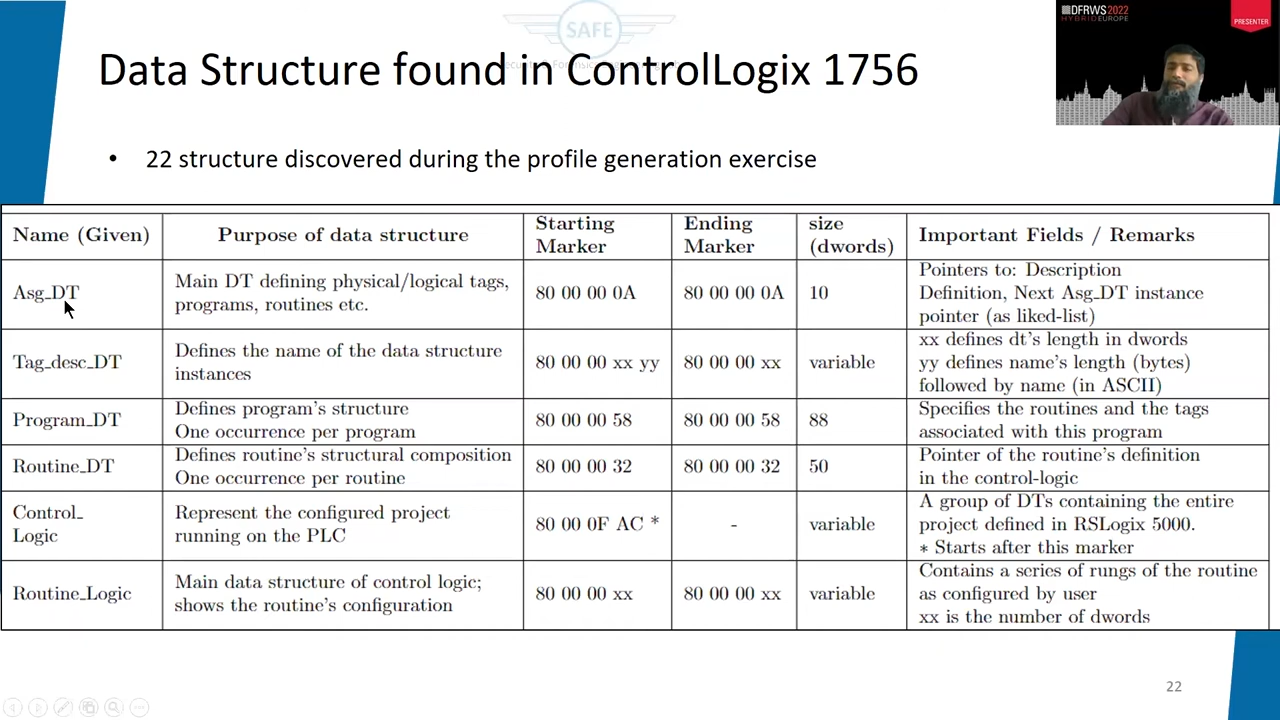 SAFE
DFRWS 2022
HYBRID EUROPE
PRESENTER
Data Structure found in ControlLogix 1756
• 22 structure discovered during the profile generation exercise
Name (Given) Purpose of data structure Starting Marker Ending Marker size (dwords) Important Fields / Remarks
Asg_DT
Main DT defining physical/logical tags,
programs, routines etc.
80 00 00 0A
80 00 00 0A
10
Pointers to: Description
Definition, Next Asg_DT instance
pointer (as liked-list)
Tag_desc_DT
Defines the name of the data structure
instances
80 00 00 xx yy
80 00 00 xx
variable
xx defines dt's length in dwords
yy defines name's length (bytes)
followed by name (in ASCII)
Program_DT
Defines program's structure
One occurrence per program
80 00 00 58
80 00 00 58
88
Specifies the routines and the tags
associated with this program
Routine_DT
Defines routine's structural composition
One occurrence per routine
80 00 00 32
80 00 00 32
50
Pointer of the routine's definition
in the control-logic
Control_
Logic
Represent the configured project
running on the PLC
80 00 0F AC *
-
variable
A group of DTs containing the entire
project defined in RSLogix 5000.
* Starts after this marker
Routine_Logic
Main data structure of control logic;
shows the routine's configuration
80 00 00 xx
80 00 00 xx
variable
Contains a series of rungs of the routine
as configured by user
xx is the number of dwords
22